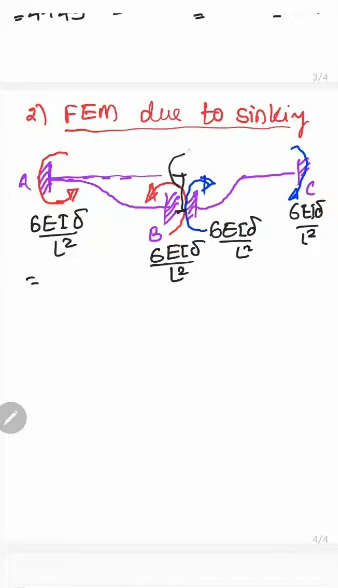 3/4
2) FEM due to sinking
A
C
B
6EIδ/L²
6EIδ/L²
6EIδ/L²
6EIδ/L²
=
4/4